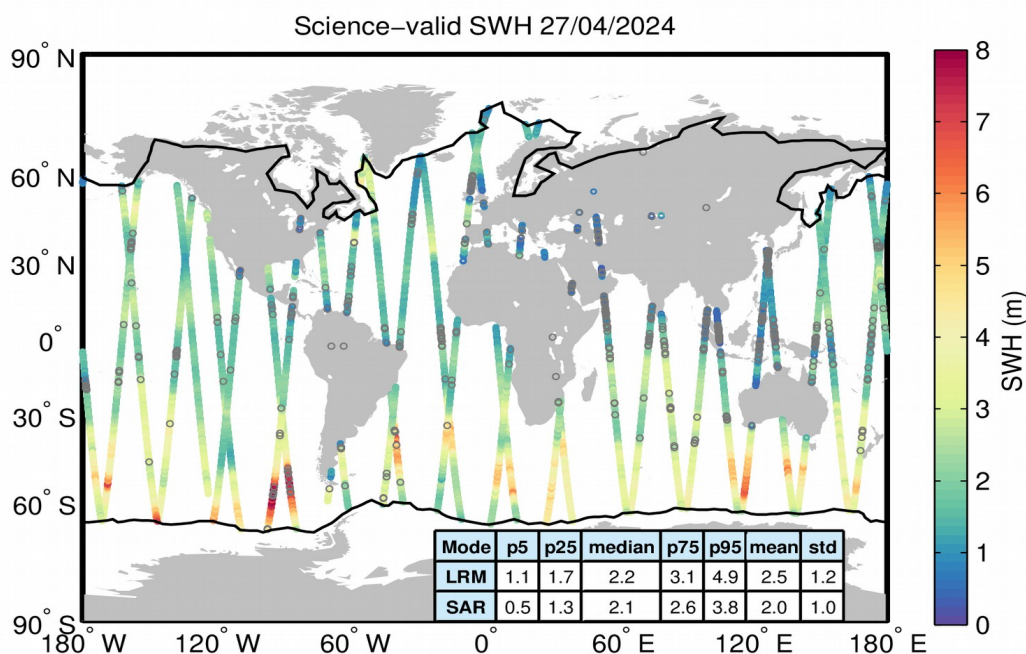 Science−valid SWH 27/04/2024
90° N
60° N
30° N
0°
30° S
60° S
90° S
180° W
120° W
60° W
0°
60° E
120° E
180° E
Mode p5 p25 median p75 p95 mean std
LRM 1.1 1.7 2.2 3.1 4.9 2.5 1.2
SAR 0.5 1.3 2.1 2.6 3.8 2.0 1.0
8
7
6
5
4
3
2
1
0
SWH (m)